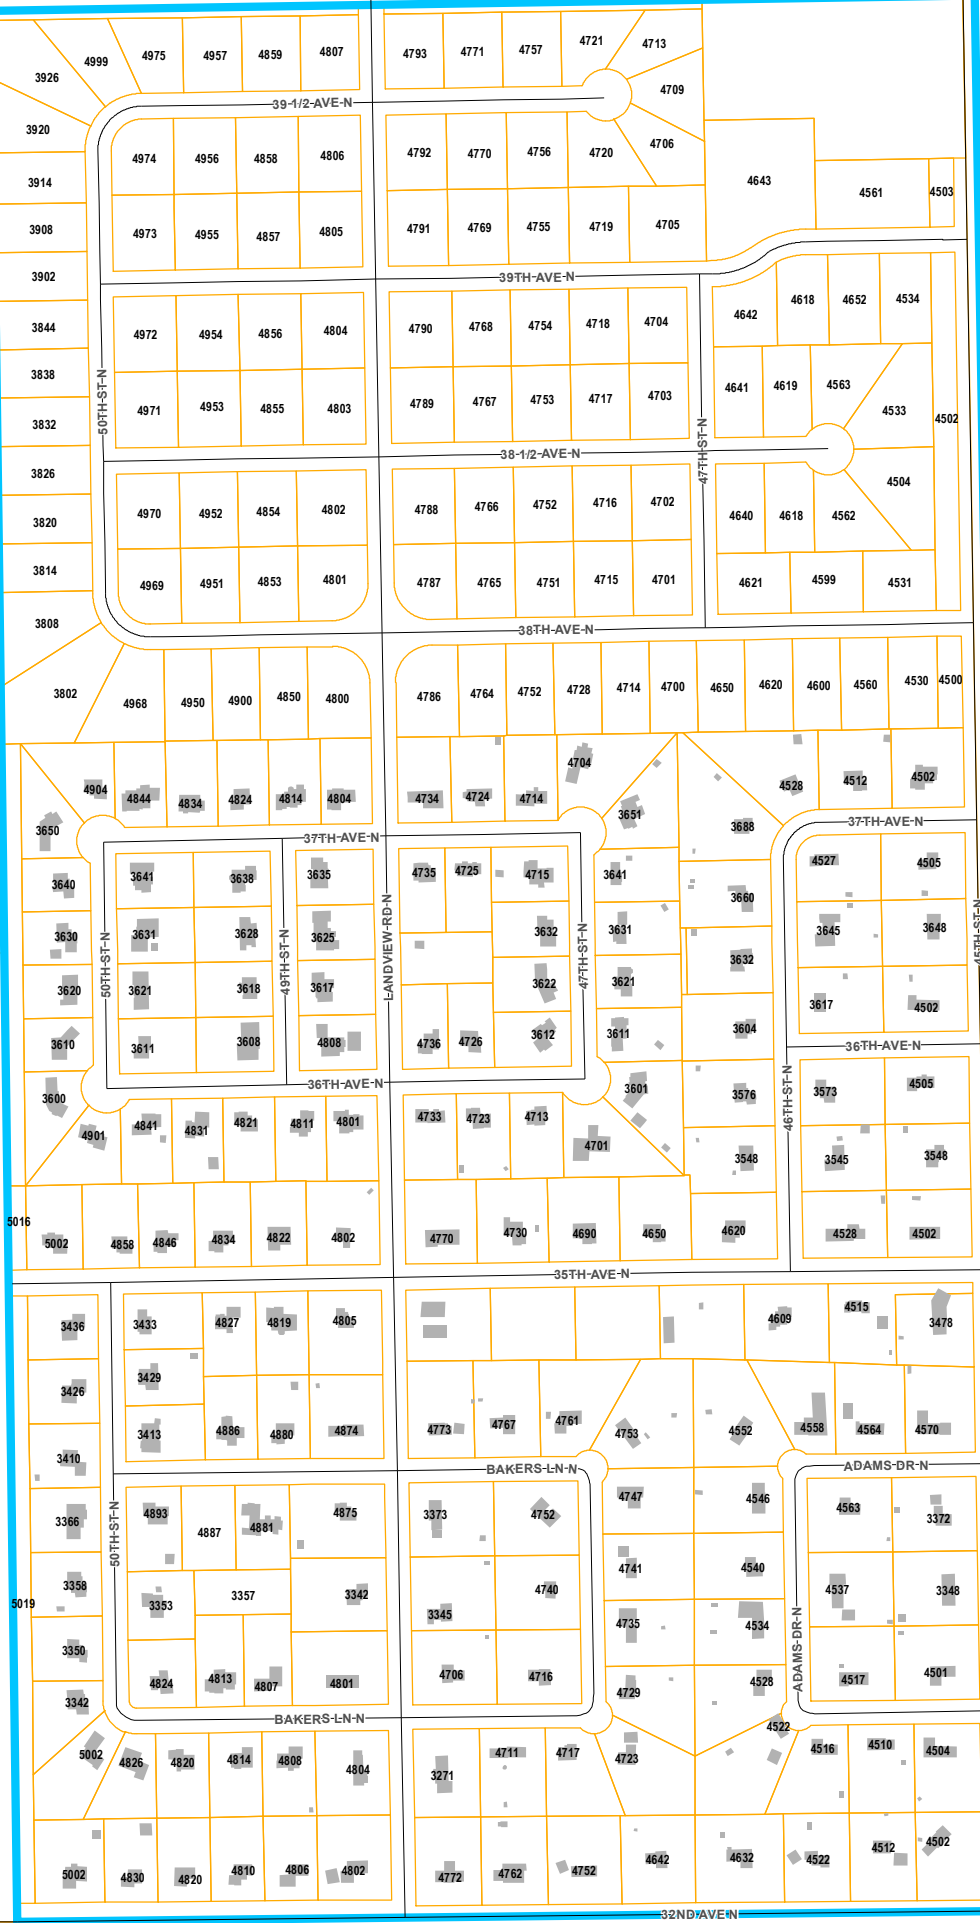 4975 4957 4859 4807 4793 4771 4757 4721 4713
3926 4999 4709
39-1/2-AVE-N
3920 4974 4956 4858 4806 4792 4770 4756 4720 4706
3914 4643 4561 4503
3908 4973 4955 4857 4805 4791 4769 4755 4719 4705
3902 39TH-AVE-N
4642 4618 4652 4534
3844 4972 4954 4856 4804 4790 4768 4754 4718 4704
3838 4641 4619 4563
50TH-ST-N
3832 4971 4953 4855 4803 4789 4767 4753 4717 4703 4533 4502
47TH-ST-N
38-1/2-AVE-N
3826 4504
3820 4970 4952 4854 4802 4788 4766 4752 4716 4702 4640 4618 4562
3814 4969 4951 4853 4801 4787 4765 4751 4715 4701 4621 4599 4531
3808 38TH-AVE-N
3802 4968 4950 4900 4850 4800 4786 4764 4752 4728 4714 4700 4650 4620 4600 4560 4530 4500
4904 4844 4834 4824 4814 4804 4734 4724 4714 4704 4528 4512 4502
3650 3651 3688
37TH-AVE-N 37TH-AVE-N
3640 3641 3638 3635 4735 4725 4715 3641 4527 4505
3660
3630 3631 3628 3625 3632 3631 3632 3645 3648
50TH-ST-N 49TH-ST-N LANDVIEW-RD-N 47TH-ST-N 45TH-ST-N
3620 3621 3618 3617 3622 3621 3617 4502
3610 3611 3608 4808 4736 4726 3612 3611 3604
36TH-AVE-N 36TH-AVE-N
3600 3601 3576 3573 4505
46TH-ST-N
4901 4841 4831 4821 4811 4801 4733 4723 4713 4701
3548 3545 3548
5016 5002 4858 4846 4834 4822 4802 4770 4730 4690 4650 4620 4528 4502
35TH-AVE-N
3436 3433 4827 4819 4805 4609 4515 3478
3426 3429
3413 4886 4880 4874 4773 4767 4761 4753 4552 4558 4564 4570
3410
BAKERS-LN-N ADAMS-DR-N
3366 4893 4887 4881 4875 3373 4752 4747 4546 4563 3372
50TH-ST-N
4741 4540
5019 3358 3353 3357 3342 3345 4740 4537 3348
4735 4534
ADAMS-DR-N
3350 4824 4813 4807 4801 4706 4716 4729 4528 4517 4501
3342
BAKERS-LN-N
5002 4826 4820 4814 4808 4804 3271 4711 4717 4723 4522 4516 4510 4504
5002 4830 4820 4810 4806 4802 4772 4762 4752 4642 4632 4522 4512 4502
32ND AVE N